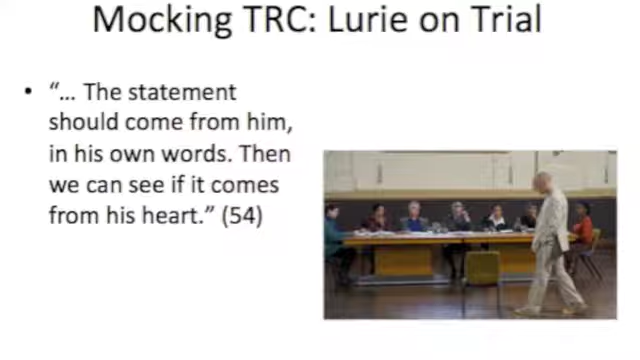 Mocking TRC: Lurie on Trial
• “… The statement
should come from him,
in his own words. Then
we can see if it comes
from his heart.” (54)